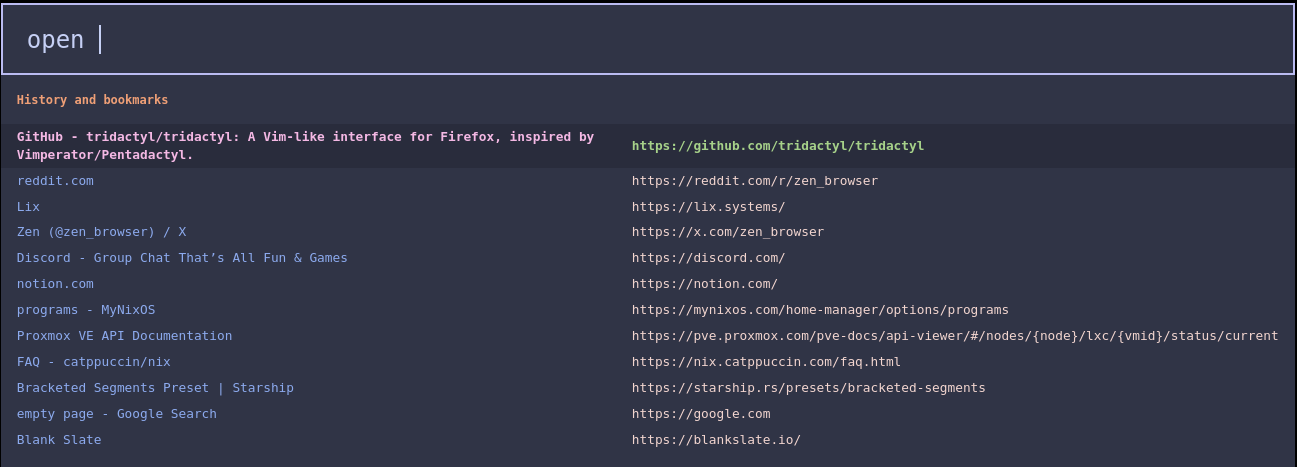 open
History and bookmarks
GitHub - tridactyl/tridactyl: A Vim-like interface for Firefox, inspired by
Vimperator/Pentadactyl.
https://github.com/tridactyl/tridactyl
reddit.com https://reddit.com/r/zen_browser
Lix https://lix.systems/
Zen (@zen_browser) / X https://x.com/zen_browser
Discord - Group Chat That’s All Fun & Games https://discord.com/
notion.com https://notion.com/
programs - MyNixOS https://mynixos.com/home-manager/options/programs
Proxmox VE API Documentation https://pve.proxmox.com/pve-docs/api-viewer/#/nodes/{node}/lxc/{vmid}/status/current
FAQ - catppuccin/nix https://nix.catppuccin.com/faq.html
Bracketed Segments Preset | Starship https://starship.rs/presets/bracketed-segments
empty page - Google Search https://google.com
Blank Slate https://blankslate.io/